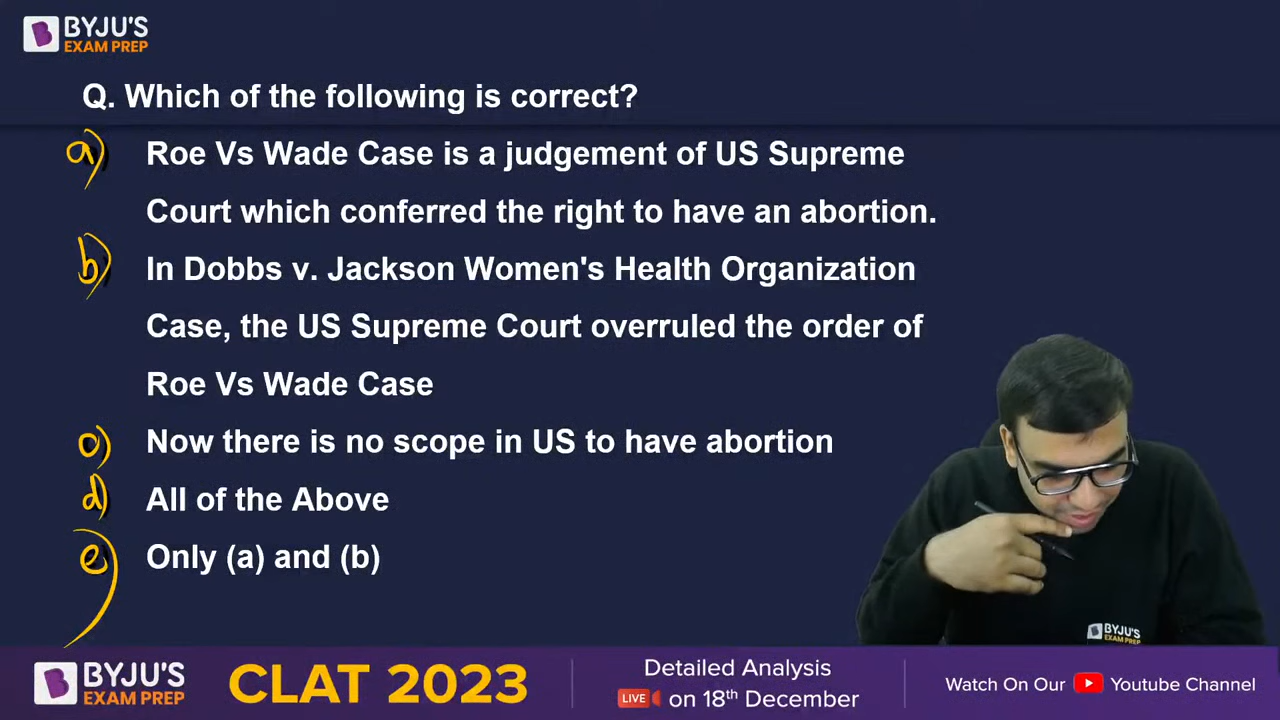 BYJU'S
EXAM PREP
Q. Which of the following is correct?
a) Roe Vs Wade Case is a judgement of US Supreme
Court which conferred the right to have an abortion.
b) In Dobbs v. Jackson Women's Health Organization
Case, the US Supreme Court overruled the order of
Roe Vs Wade Case
c) Now there is no scope in US to have abortion
d) All of the Above
e) Only (a) and (b)
BYJU'S
EXAM PREP
BYJU'S
EXAM PREP
CLAT 2023
Detailed Analysis
LIVE on 18th December
Watch On Our Youtube Channel